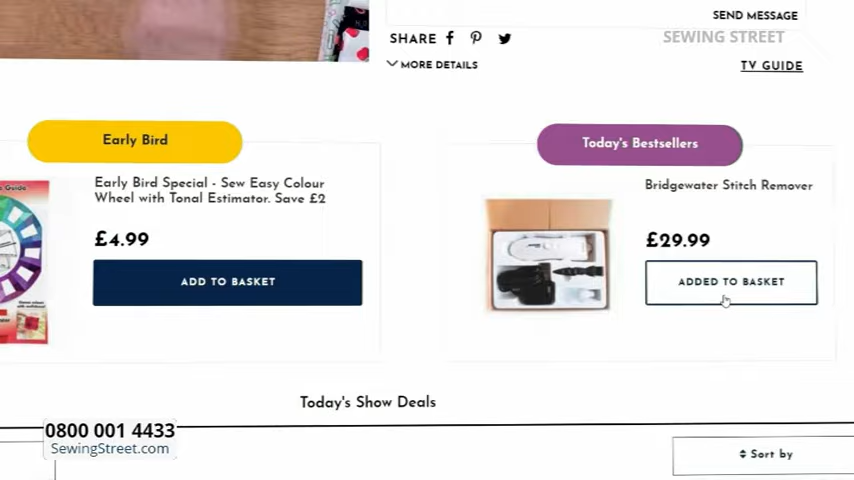 SEND MESSAGE
SHARE
SEWING STREET
MORE DETAILS
TV GUIDE
Early Bird
Today's Bestsellers
Early Bird Special - Sew Easy Colour
Wheel with Tonal Estimator. Save £2
£4.99
ADD TO BASKET
Bridgewater Stitch Remover
£29.99
ADDED TO BASKET
Today's Show Deals
0800 001 4433
SewingStreet.com
Sort by